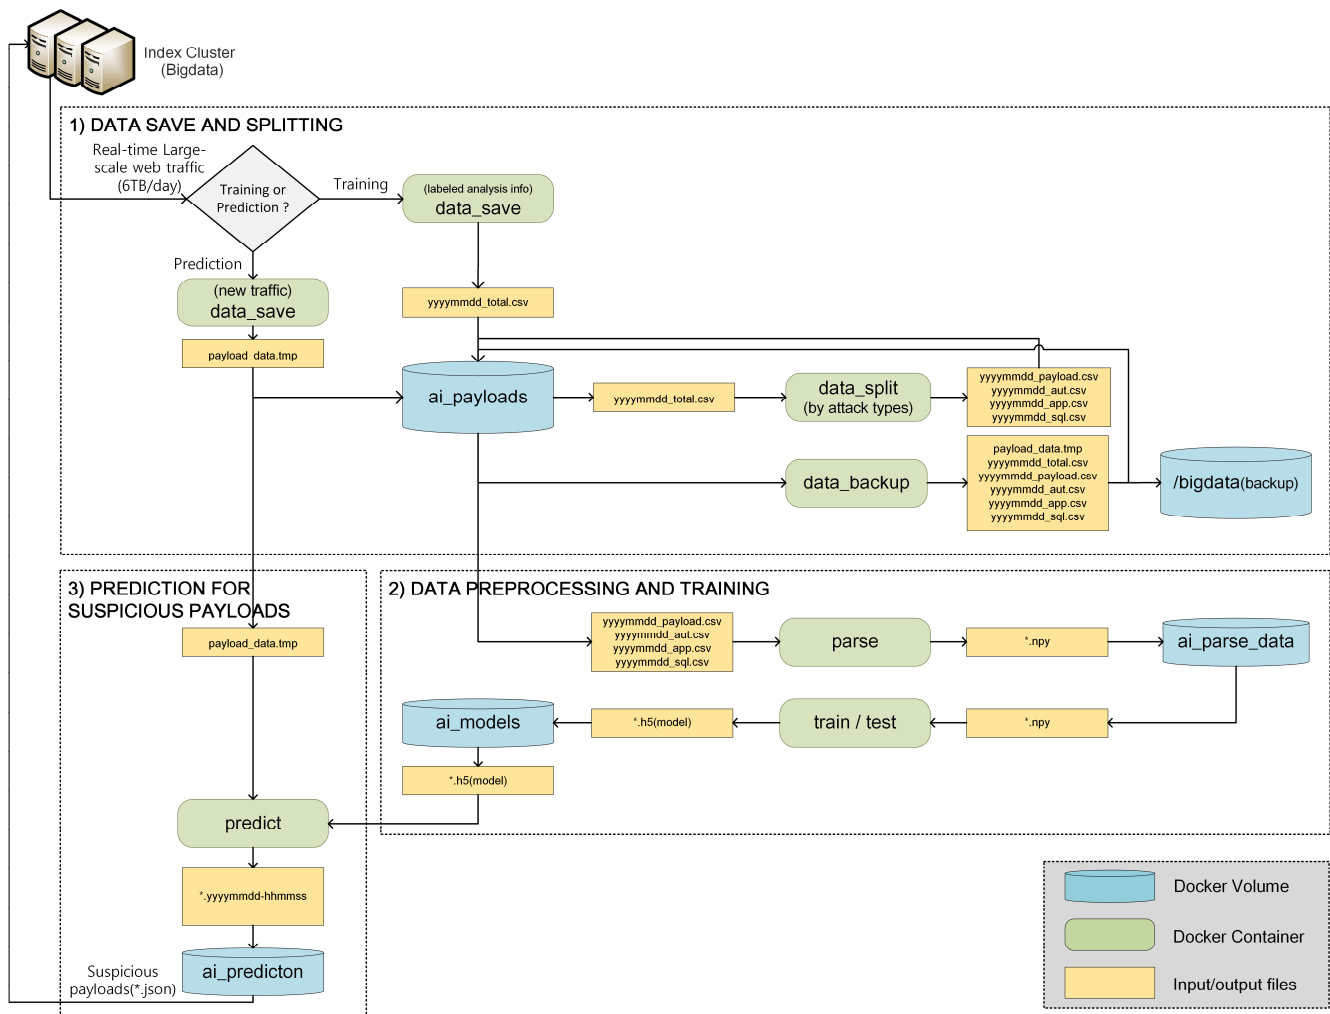 Index Cluster
(Bigdata)
1) DATA SAVE AND SPLITTING
Real-time Large-
scale web traffic
(6TB/day)
Training or
Prediction ?
Training
(labeled analysis info)
data_save
Prediction
(new traffic)
data_save
yyyymmdd_total.csv
payload_data.tmp
ai_payloads
yyyymmdd_total.csv
data_split
(by attack types)
yyyymmdd_payload.csv
yyyymmdd_aut.csv
yyyymmdd_app.csv
yyyymmdd_sql.csv
data_backup
payload_data.tmp
yyyymmdd_total.csv
yyyymmdd_payload.csv
yyyymmdd_aut.csv
yyyymmdd_app.csv
yyyymmdd_sql.csv
/bigdata(backup)
3) PREDICTION FOR
SUSPICIOUS PAYLOADS
payload_data.tmp
2) DATA PREPROCESSING AND TRAINING
yyyymmdd_payload.csv
yyyymmdd_aut.csv
yyyymmdd_app.csv
yyyymmdd_sql.csv
parse
*.npy
ai_parse_data
ai_models
*.h5(model)
train / test
*.npy
*.h5(model)
predict
*.yyyymmdd-hhmmss
ai_predicton
Suspicious
payloads(*.json)
Docker Volume
Docker Container
Input/output files